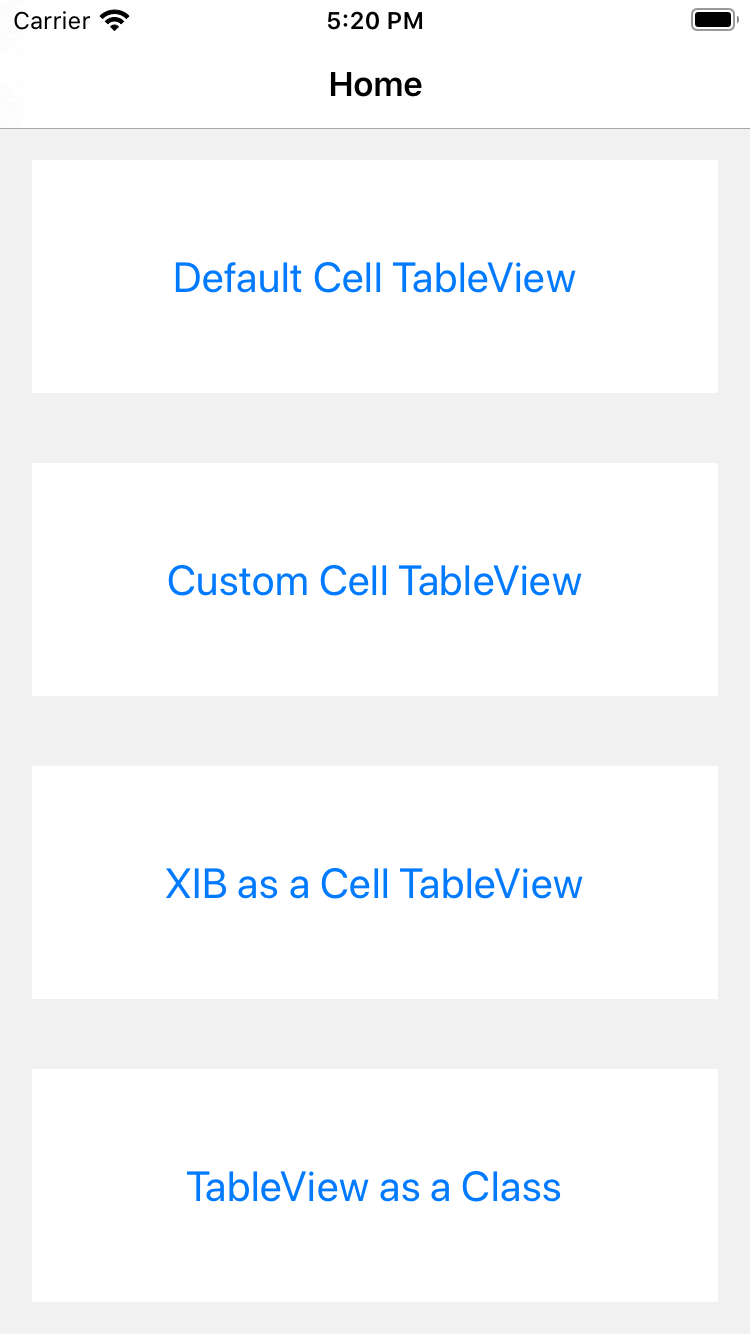 Carrier 5:20 PM
Home
Default Cell TableView
Custom Cell TableView
XIB as a Cell TableView
TableView as a Class